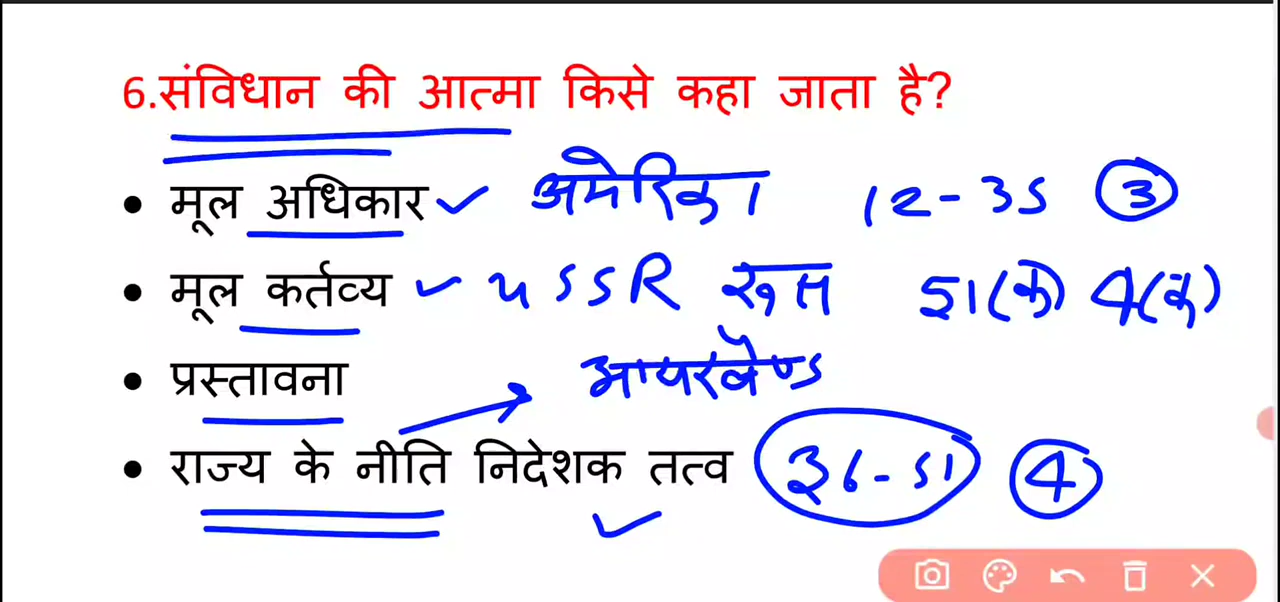 6.संविधान की आत्मा किसे कहा जाता है?
• मूल अधिकार अमेरिका 12-35 3
• मूल कर्तव्य USSR रूस 51(क) 4(क)
• प्रस्तावना आयरलैण्ड
• राज्य के नीति निदेशक तत्व 36-51 4